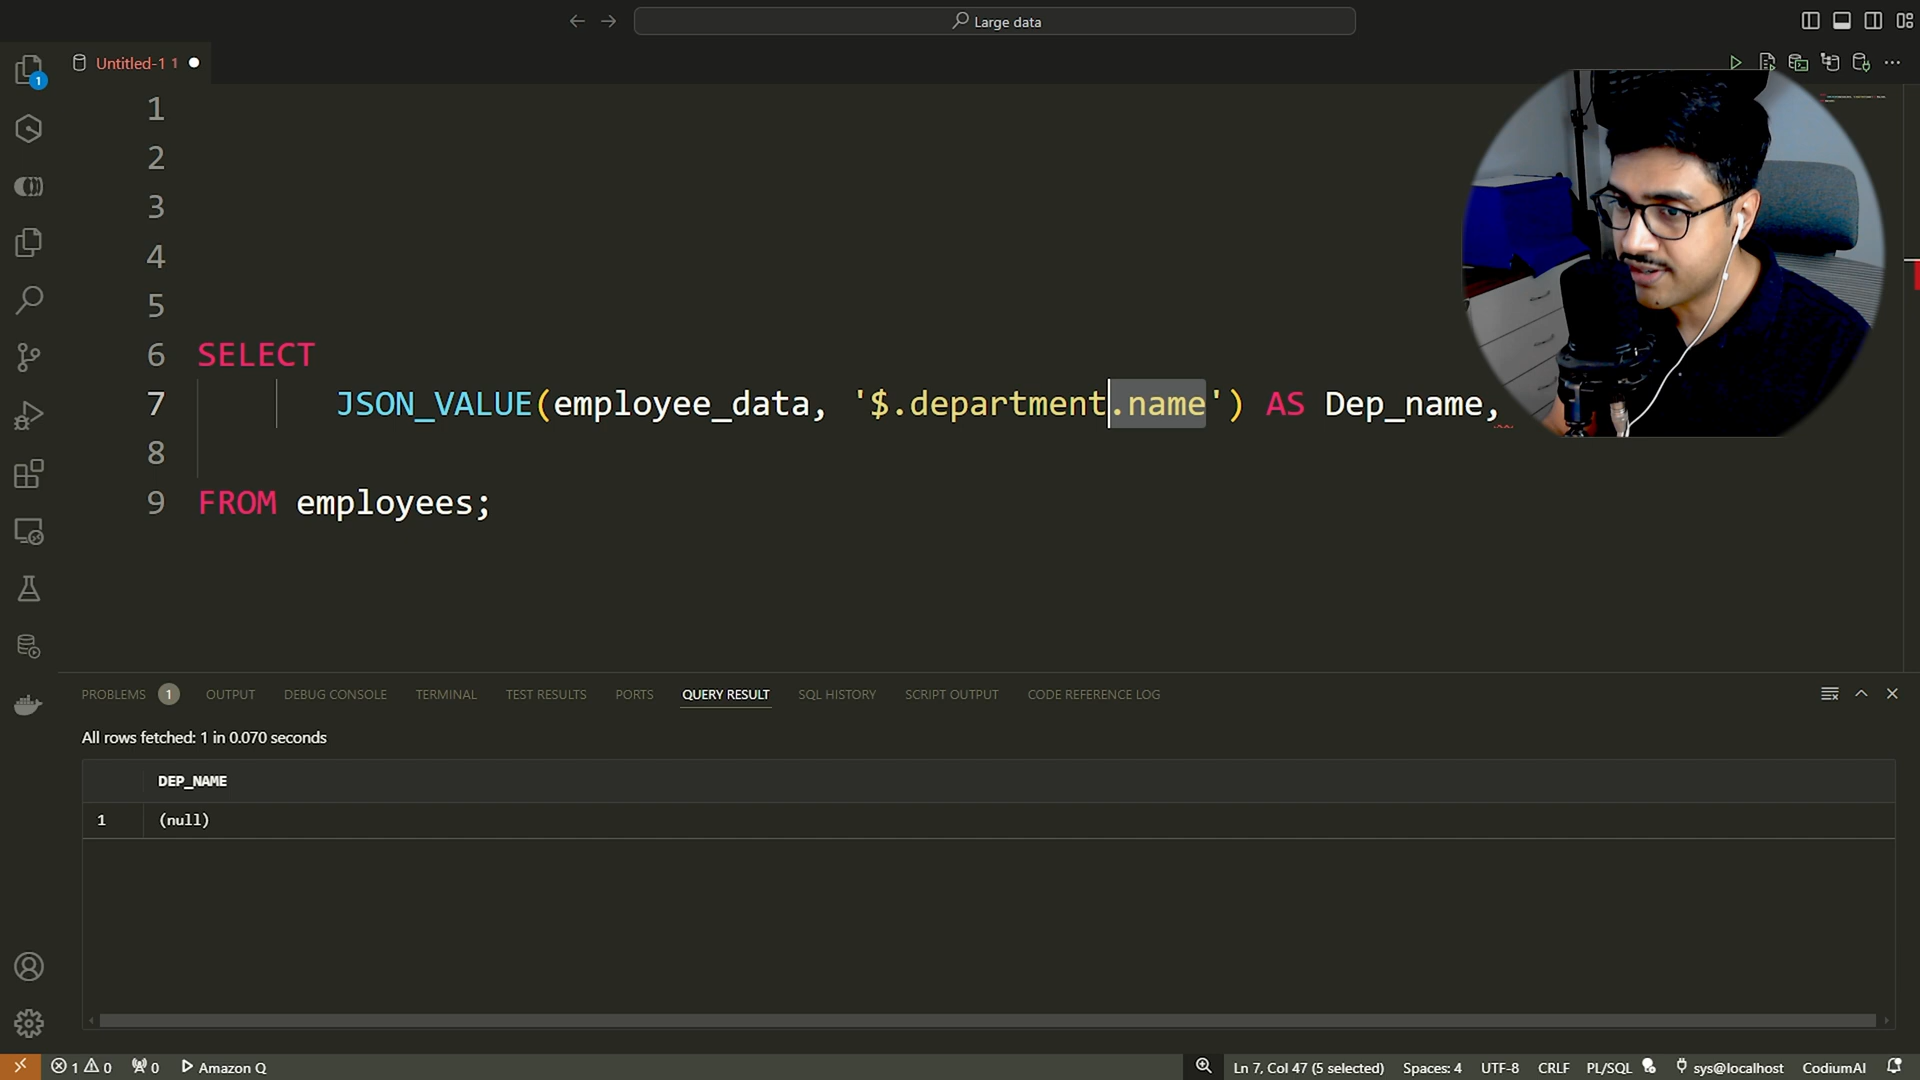 Large data
1
Untitled-1 1
1
2
3
4
5
6 SELECT
7 JSON_VALUE(employee_data, '$.department.name') AS Dep_name,
8
9 FROM employees;
PROBLEMS 1 OUTPUT DEBUG CONSOLE TERMINAL TEST RESULTS PORTS QUERY RESULT SQL HISTORY SCRIPT OUTPUT CODE REFERENCE LOG
All rows fetched: 1 in 0.070 seconds
DEP_NAME
1 (null)
1 0 0 Amazon Q Ln 7, Col 47 (5 selected) Spaces: 4 UTF-8 CRLF PL/SQL sys@localhost CodiumAI